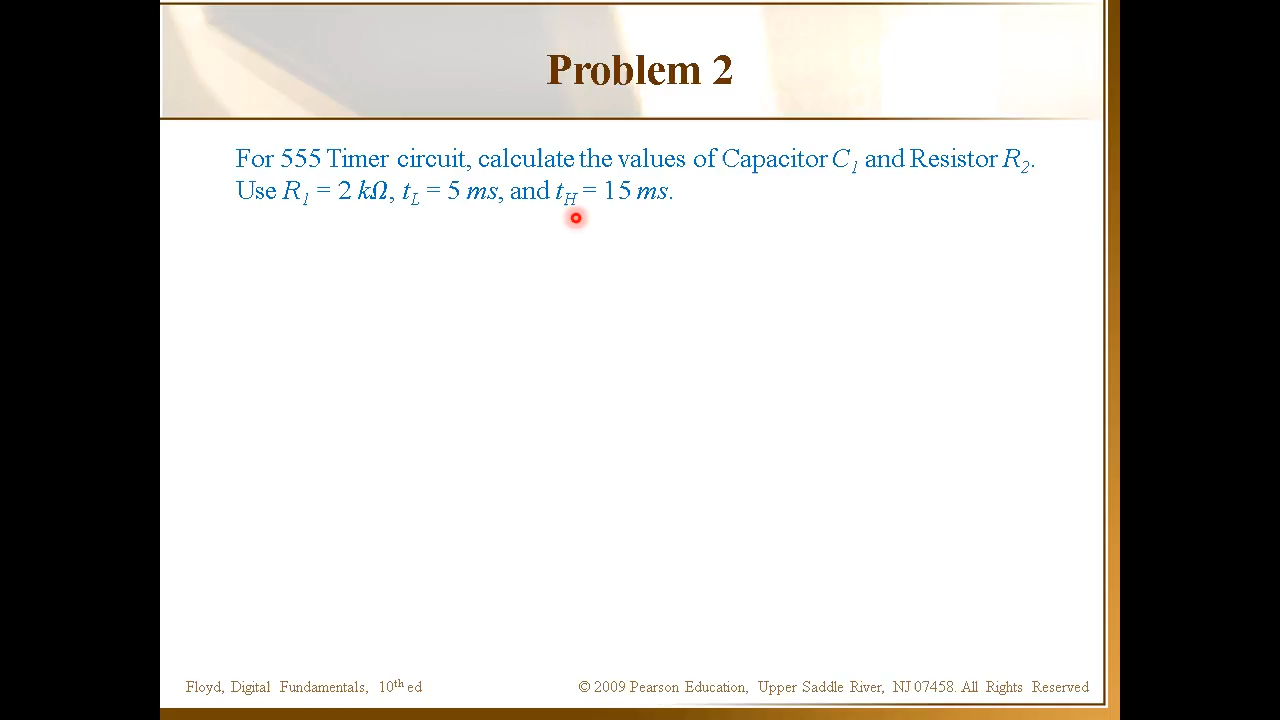 Problem 2
For 555 Timer circuit, calculate the values of Capacitor C₁ and Resistor R₂.
Use R₁ = 2 kΩ, t_L = 5 ms, and t_H = 15 ms.
Floyd, Digital Fundamentals, 10th ed
© 2009 Pearson Education, Upper Saddle River, NJ 07458. All Rights Reserved